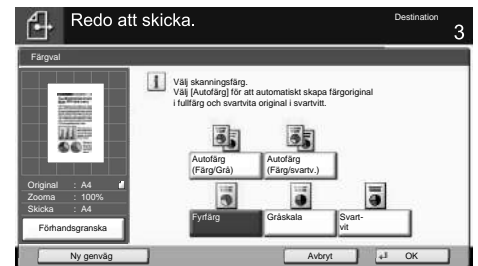 Redo att skicka.
Destination
3
Färgval
Välj skanningsfärg.
Välj [Autofärg] för att automatiskt skapa färgoriginal
i fullfärg och svartvita original i svartvitt.
Autofärg
(Färg/Grå)
Autofärg
(Färg/svartv.)
Original : A4
Zooma : 100%
Skicka : A4
Fyrfärg
Gråskala
Svart-
vit
Förhandsgranska
Ny genväg
Avbryt
OK